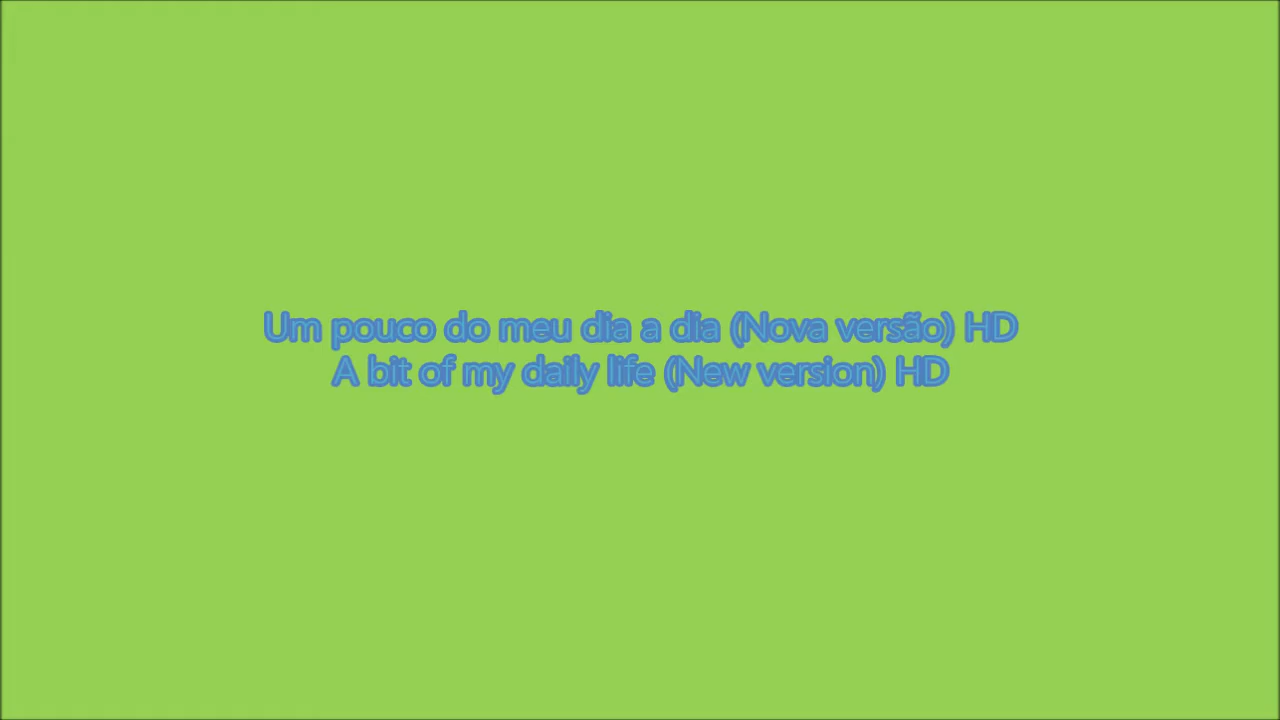 Um pouco do meu dia a dia (Nova versão) HD
A bit of my daily life (New version) HD